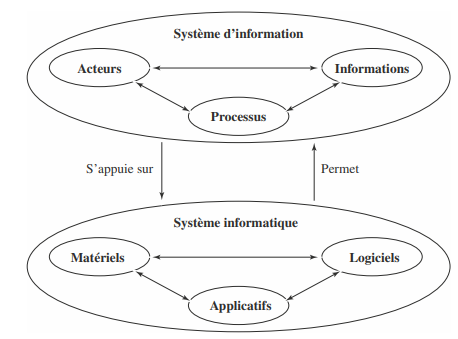 Système d’information
Acteurs
Informations
Processus
S’appuie sur
Permet
Système informatique
Matériels
Logiciels
Applicatifs